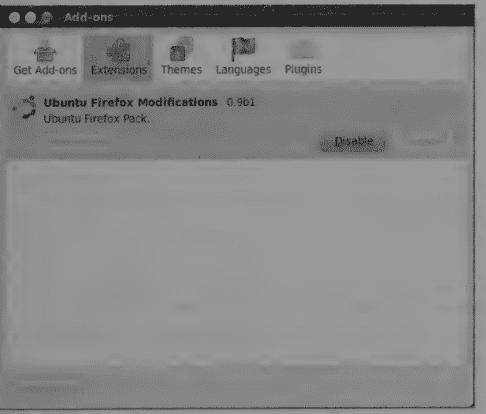 Add-ons
Get Add-ons Extensions Themes Languages Plugins
Ubuntu Firefox Modifications 0.9b1
Ubuntu Firefox Pack.
Disable